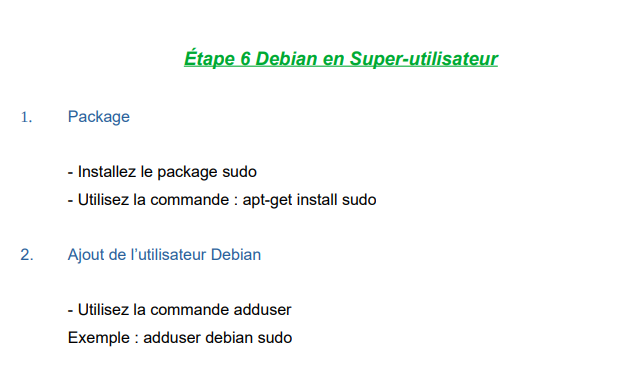 Étape 6 Debian en Super-utilisateur
1. Package
- Installez le package sudo
- Utilisez la commande : apt-get install sudo
2. Ajout de l’utilisateur Debian
- Utilisez la commande adduser
Exemple : adduser debian sudo